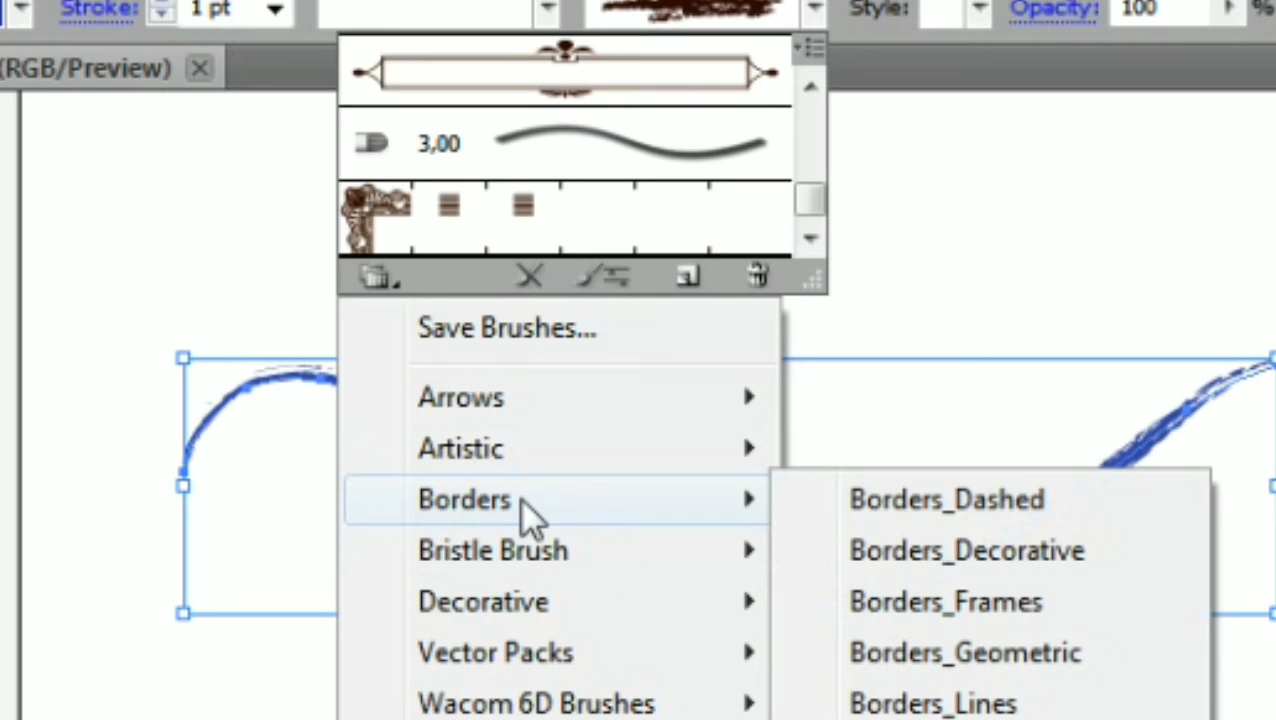 Stroke: 1 pt Style: Opacity: 100 %
(RGB/Preview)
3,00
Save Brushes...
Arrows
Artistic
Borders
Bristle Brush
Decorative
Vector Packs
Wacom 6D Brushes
Borders_Dashed
Borders_Decorative
Borders_Frames
Borders_Geometric
Borders_Lines